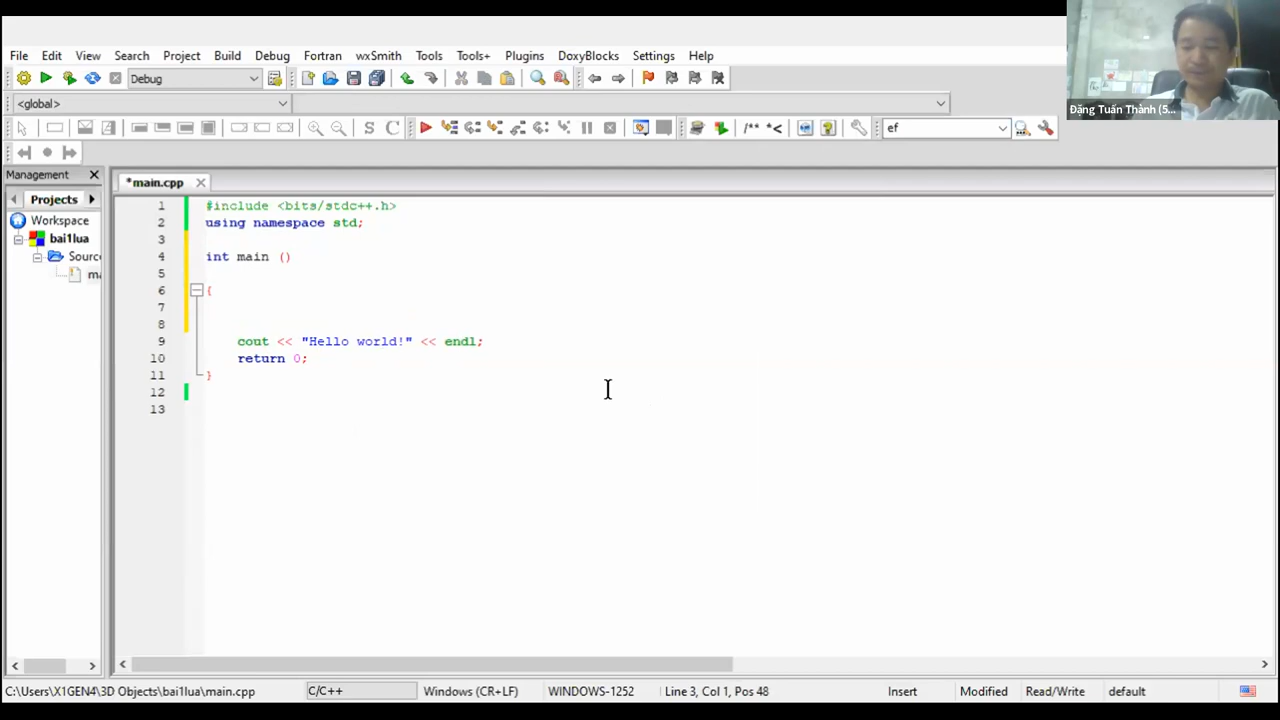 File Edit View Search Project Build Debug Fortran wxSmith Tools Tools+ Plugins DoxyBlocks Settings Help
Debug
<global>
S C /** *< ef
Đặng Tuấn Thành (5...
Management
*main.cpp
Projects
Workspace
bai1lua
Sourc
ma
1 #include <bits/stdc++.h>
2 using namespace std;
3
4 int main ()
5
6 {
7
8
9 cout << "Hello world!" << endl;
10 return 0;
11 }
12
13
C:\Users\X1GEN4\3D Objects\bai1lua\main.cpp C/C++ Windows (CR+LF) WINDOWS-1252 Line 3, Col 1, Pos 48 Insert Modified Read/Write default